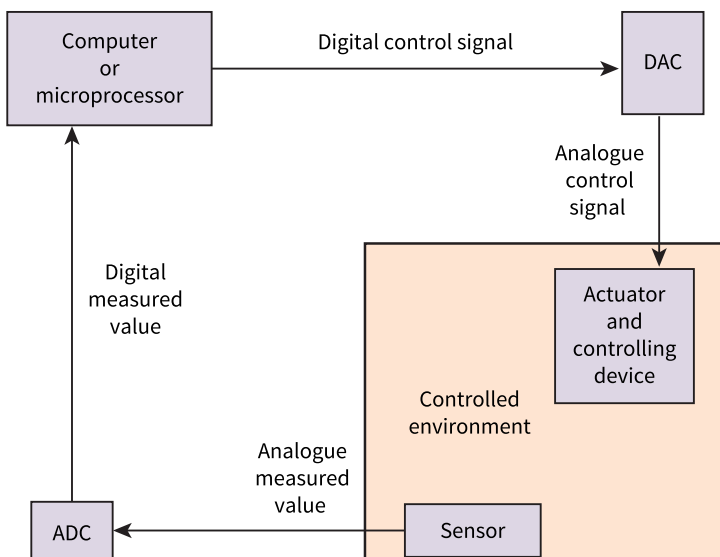 Computer
or
microprocessor
Digital control signal
DAC
Analogue
control
signal
Digital
measured
value
Actuator
and
controlling
device
Controlled
environment
Analogue
measured
value
ADC
Sensor